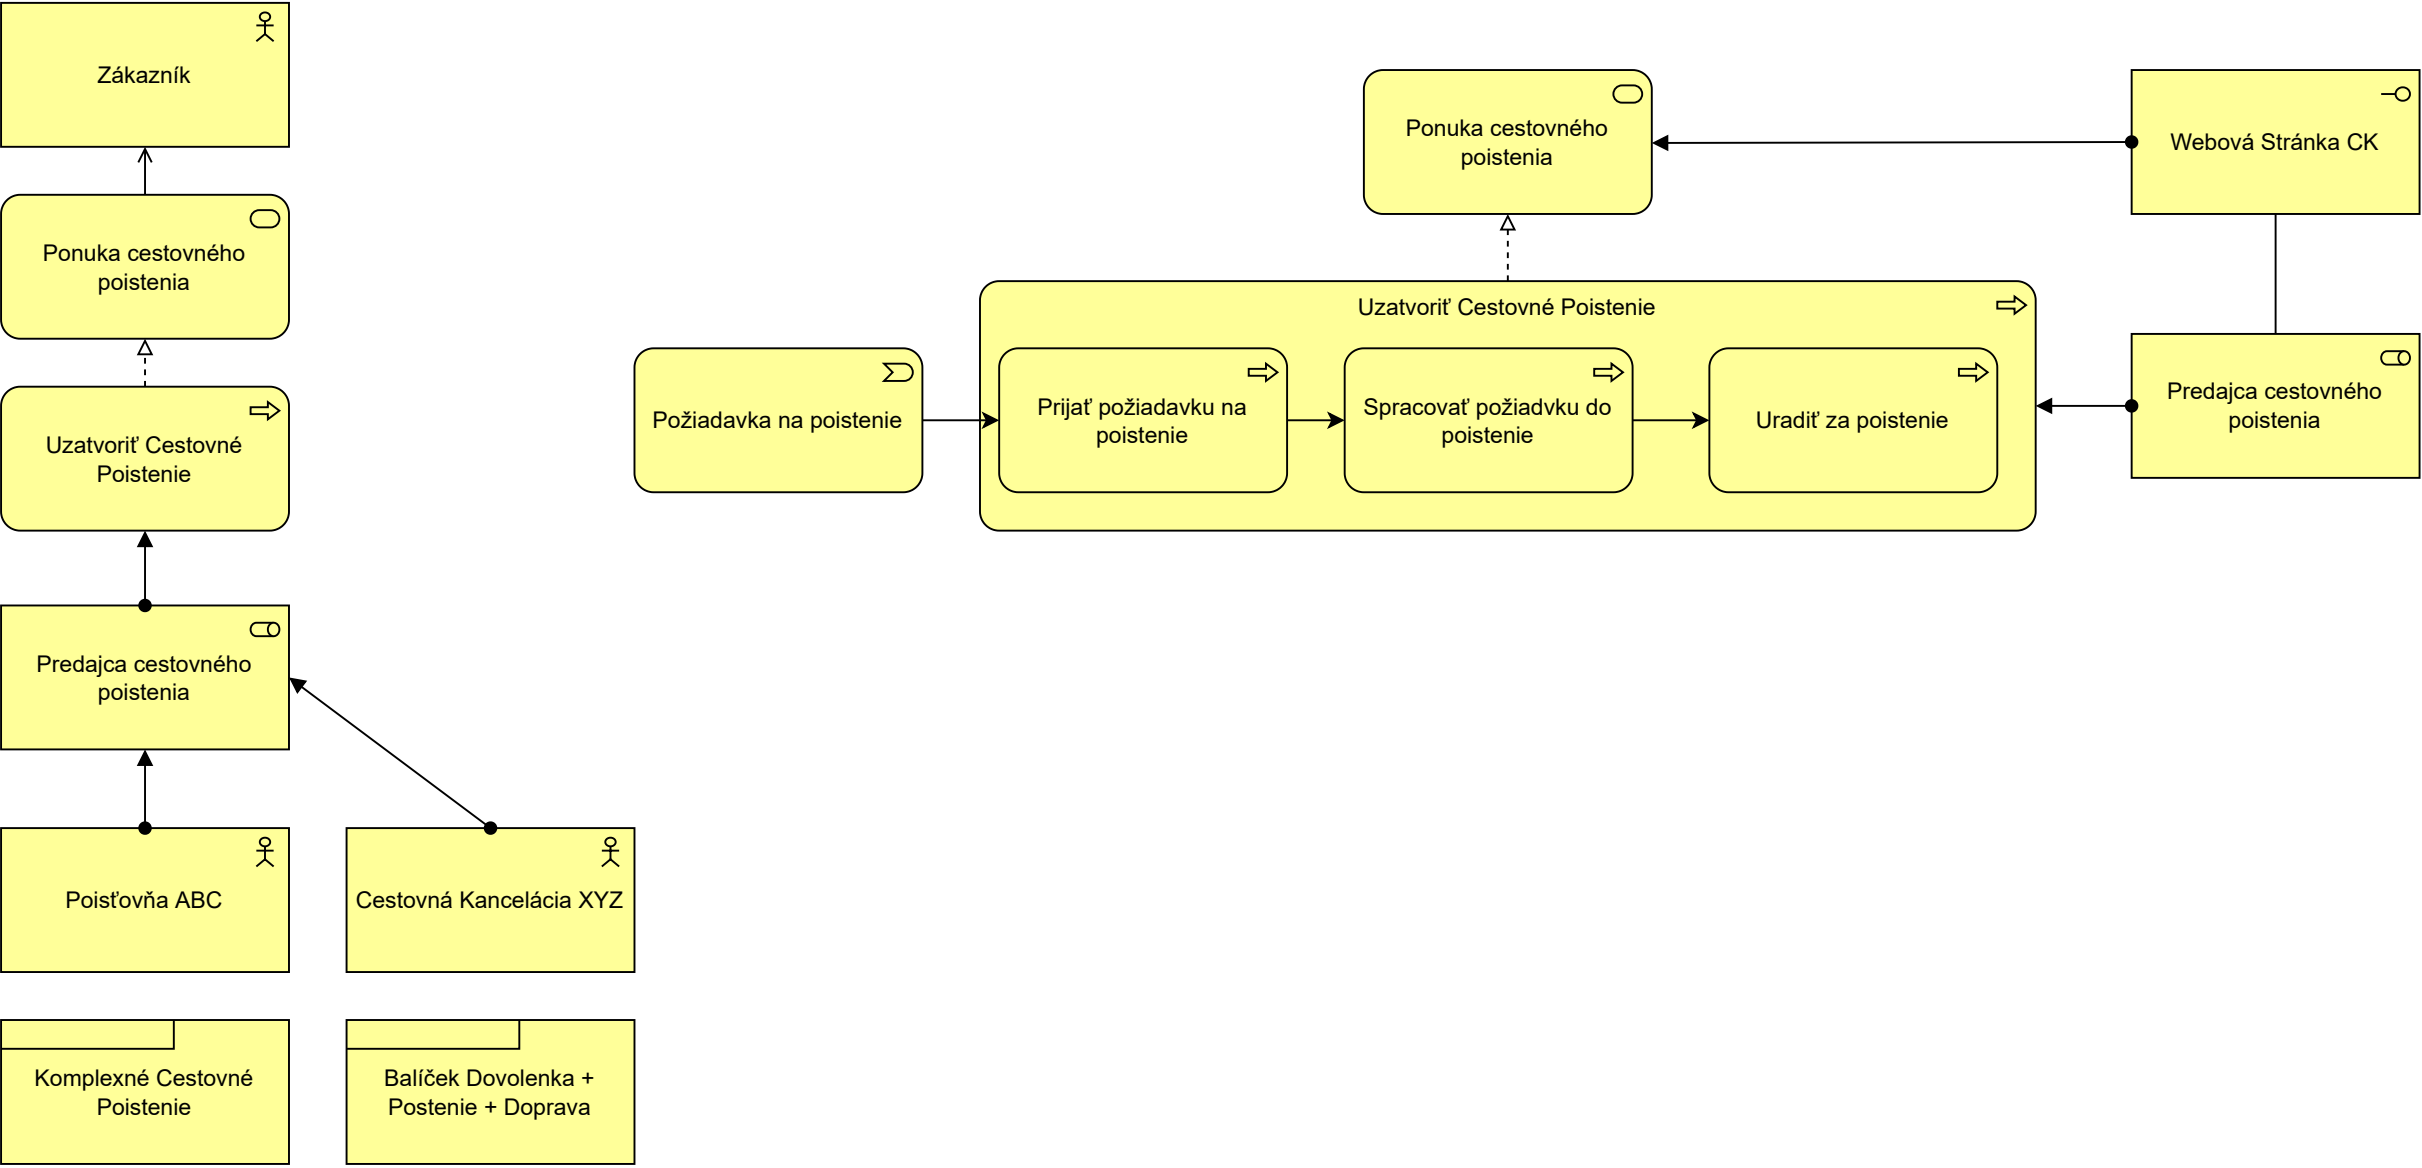 Zákazník
Ponuka cestovného
poistenia
Uzatvoriť Cestovné
Poistenie
Predajca cestovného
poistenia
Poisťovňa ABC
Cestovná Kancelácia XYZ
Komplexné Cestovné
Poistenie
Balíček Dovolenka +
Postenie + Doprava
Ponuka cestovného
poistenia
Webová Stránka CK
Uzatvoriť Cestovné Poistenie
Požiadavka na poistenie
Prijať požiadavku na
poistenie
Spracovať požiadvku do
poistenie
Uradiť za poistenie
Predajca cestovného
poistenia